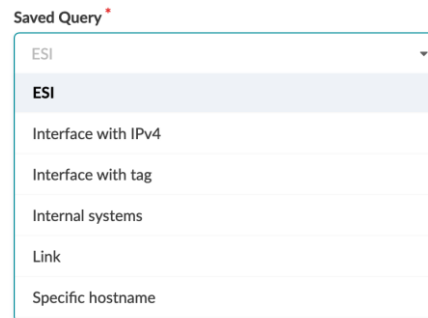 Saved Query *
ESI
ESI
Interface with IPv4
Interface with tag
Internal systems
Link
Specific hostname